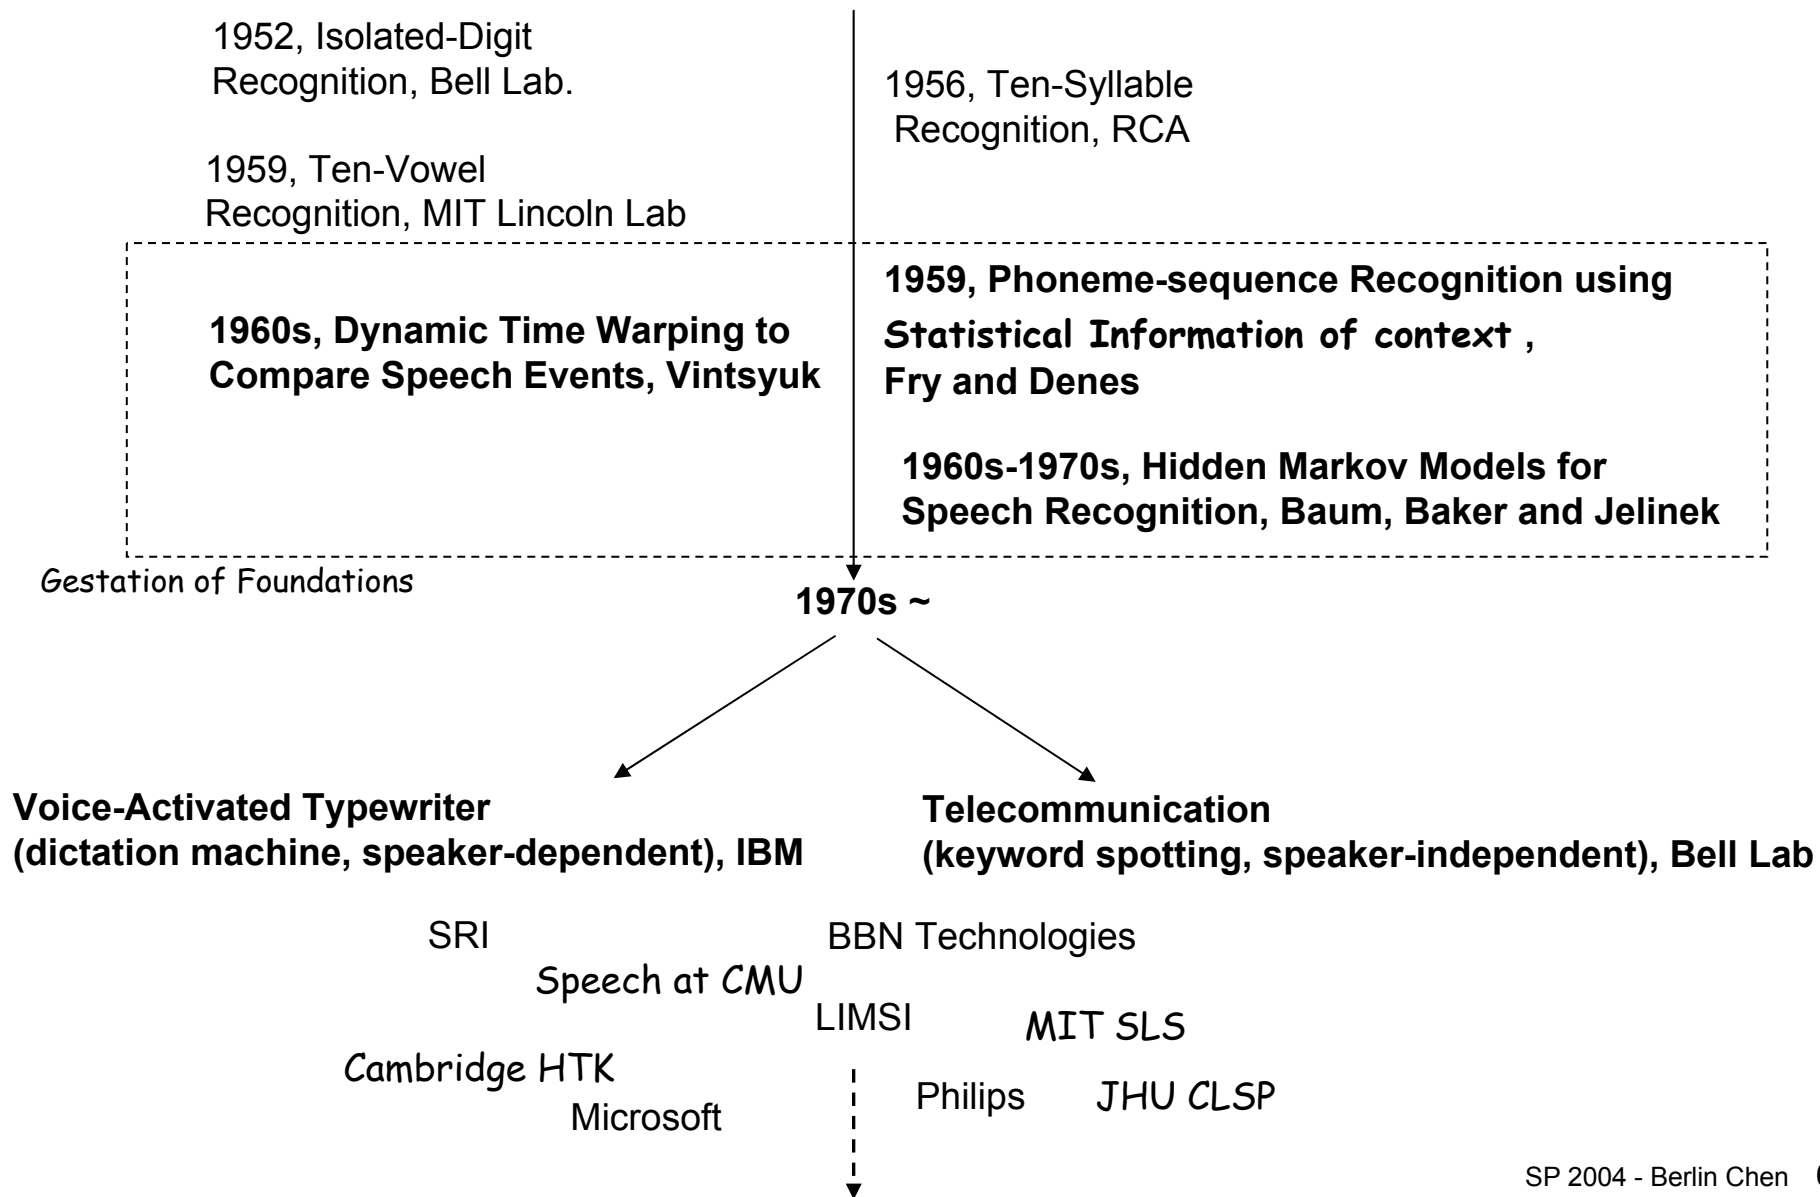 1952, Isolated-Digit
Recognition, Bell Lab.
1956, Ten-Syllable
Recognition, RCA
1959, Ten-Vowel
Recognition, MIT Lincoln Lab
1959, Phoneme-sequence Recognition using
Statistical Information of context ,
Fry and Denes
1960s, Dynamic Time Warping to
Compare Speech Events, Vintsyuk
1960s-1970s, Hidden Markov Models for
Speech Recognition, Baum, Baker and Jelinek
Gestation of Foundations
1970s ~
Voice-Activated Typewriter
(dictation machine, speaker-dependent), IBM
Telecommunication
(keyword spotting, speaker-independent), Bell Lab
SRI
BBN Technologies
Speech at CMU
LIMSI
MIT SLS
Cambridge HTK
Microsoft
Philips
JHU CLSP
SP 2004 - Berlin Chen